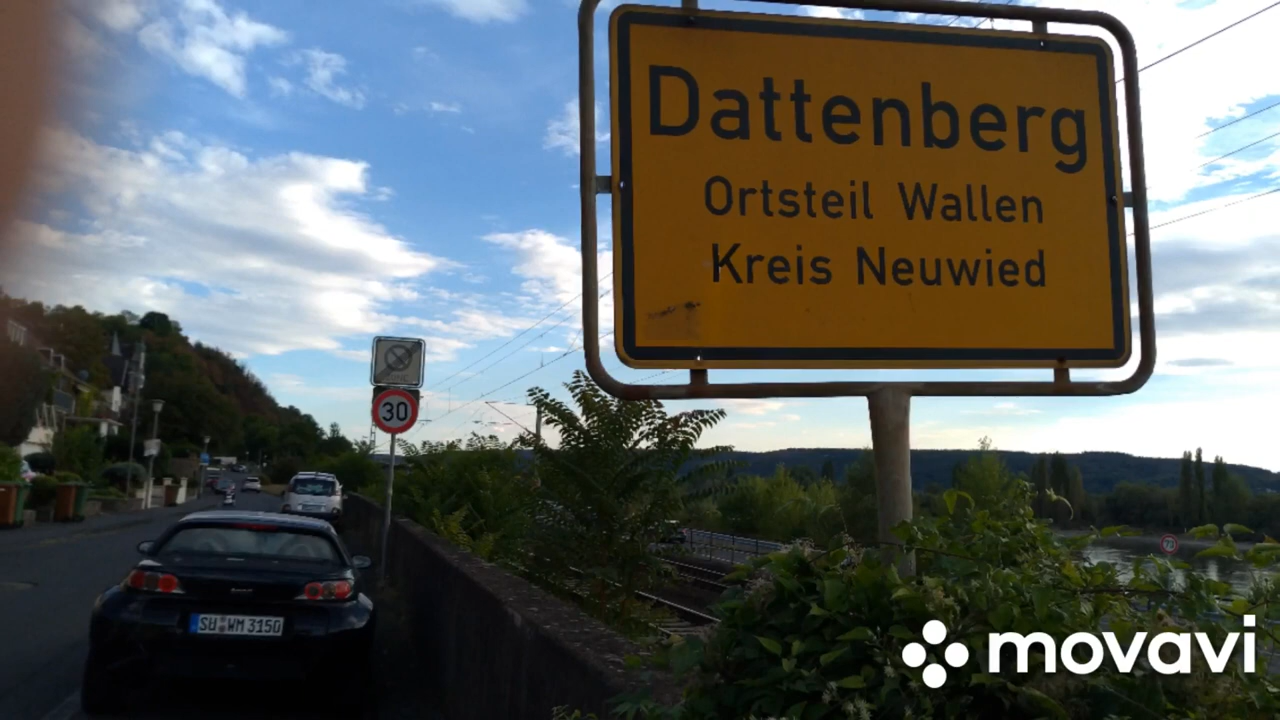 Dattenberg
Ortsteil Wallen
Kreis Neuwied
30
SU WM 3150
movavi